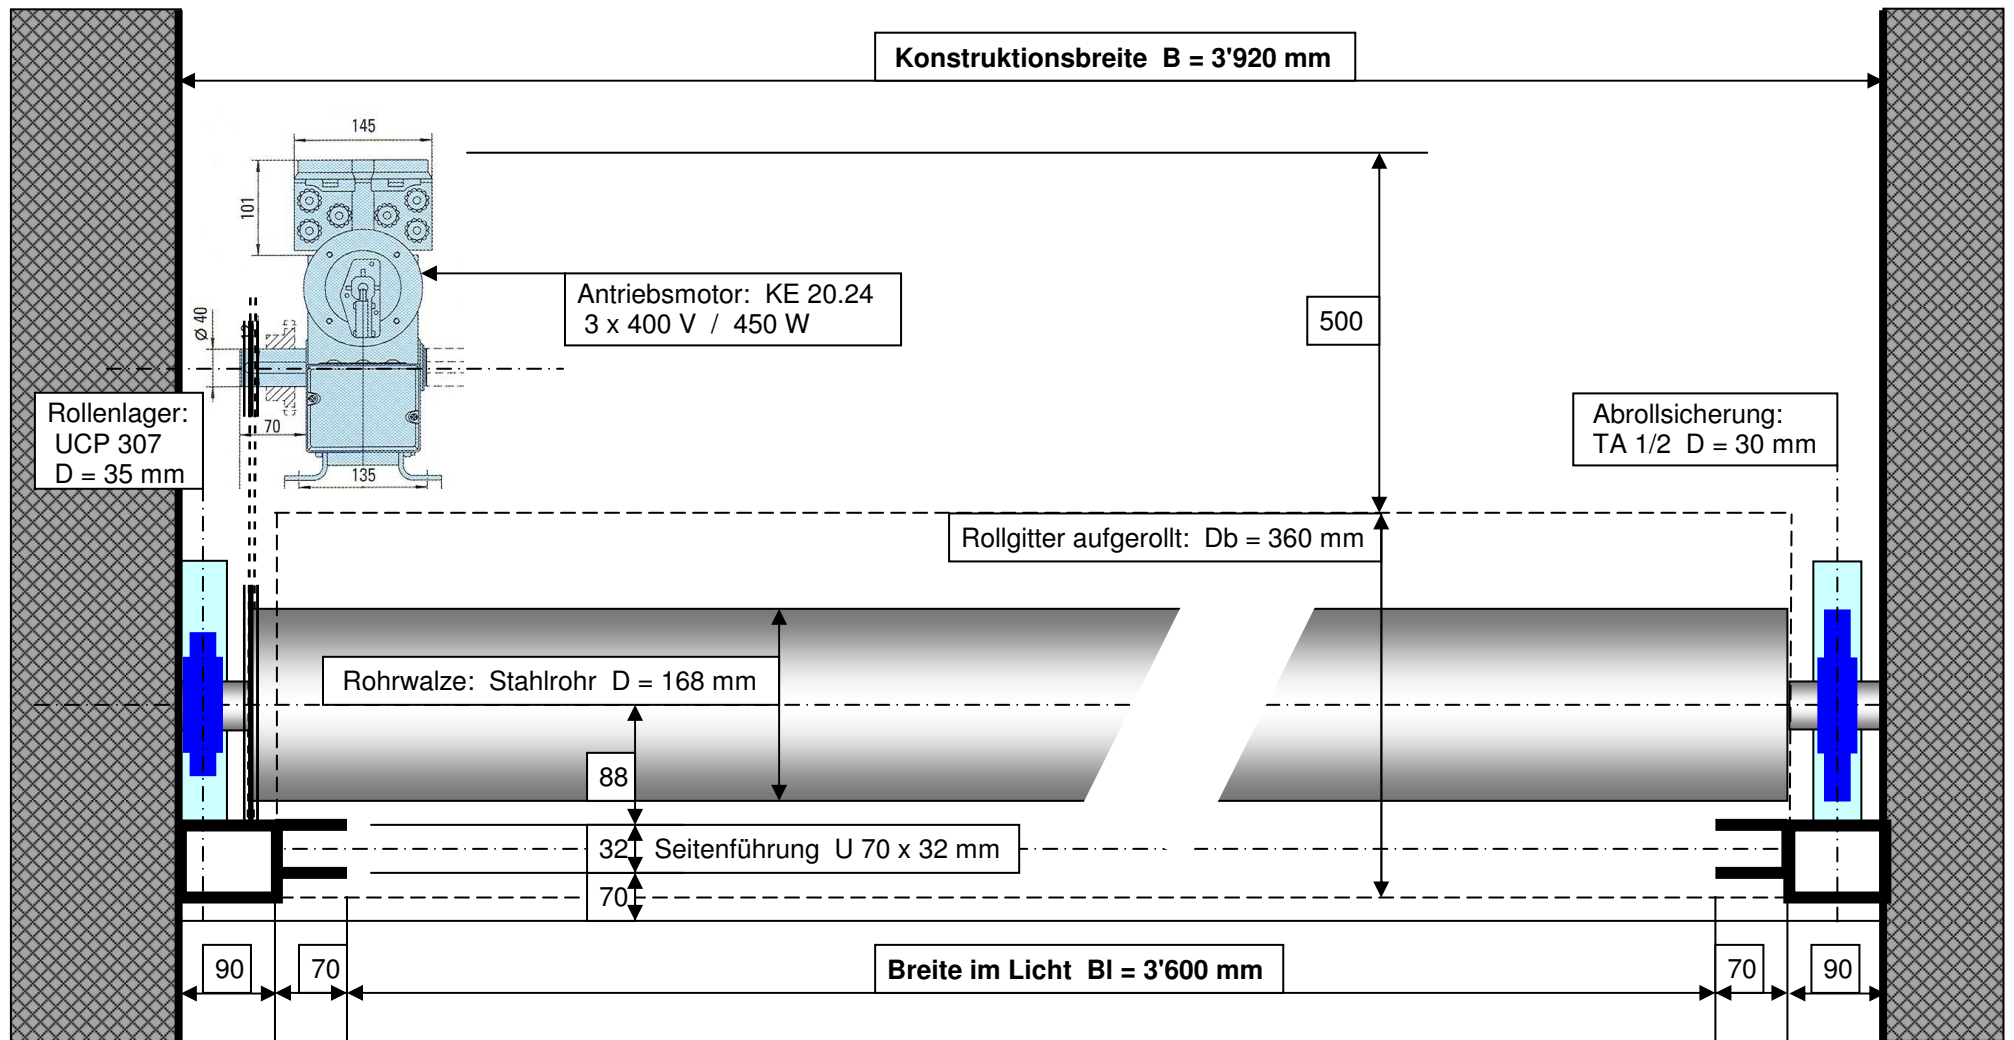 Konstruktionsbreite B = 3'920 mm
145
101
Antriebsmotor: KE 20.24
3 x 400 V / 450 W
500
Ø 40
Rollenlager:
UCP 307
D = 35 mm
70
135
Abrollsicherung:
TA 1/2 D = 30 mm
Rollgitter aufgerollt: Db = 360 mm
Rohrwalze: Stahlrohr D = 168 mm
88
32 Seitenführung U 70 x 32 mm
70
90
70
Breite im Licht Bl = 3'600 mm
70
90